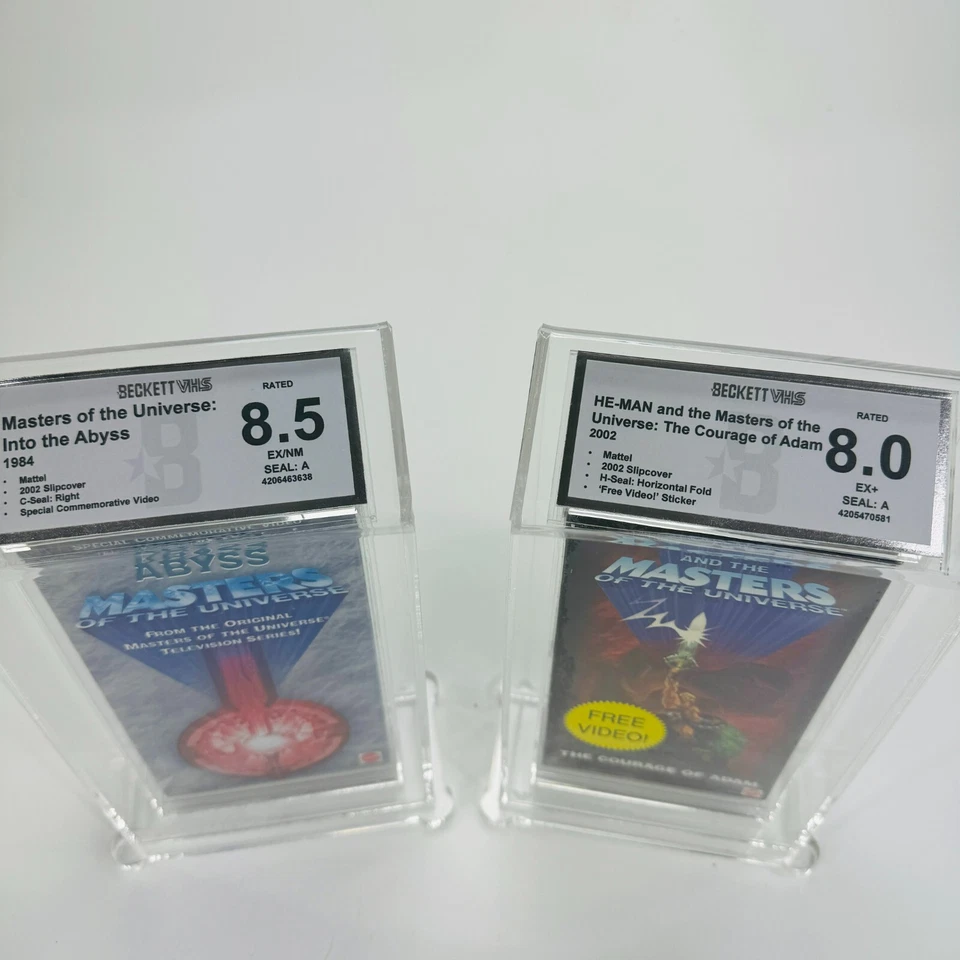 BECKETT VHS
Masters of the Universe:
Into the Abyss
1984
• Mattel
• 2002 Slipcover
• C-Seal: Right
• Special Commorative Video
RATED
8.5
EX/NM
SEAL: A
4206463638
SPECIAL COMMEMORATIVE VIDEO
ABYSS
MASTERS
OF THE UNIVERSE
FROM THE ORIGINAL
MASTERS OF THE UNIVERSE
TELEVISION SERIES!
BECKETT VHS
HE-MAN and the Masters of the
Universe: The Courage of Adam
2002
• Mattel
• 2002 Slipcover
• H-Seal: Horizontal Fold
• 'Free Video!' Sticker
RATED
8.0
EX+
SEAL: A
4205470581
AND THE
MASTERS
OF THE UNIVERSE
FREE
VIDEO!
THE COURAGE OF ADAM